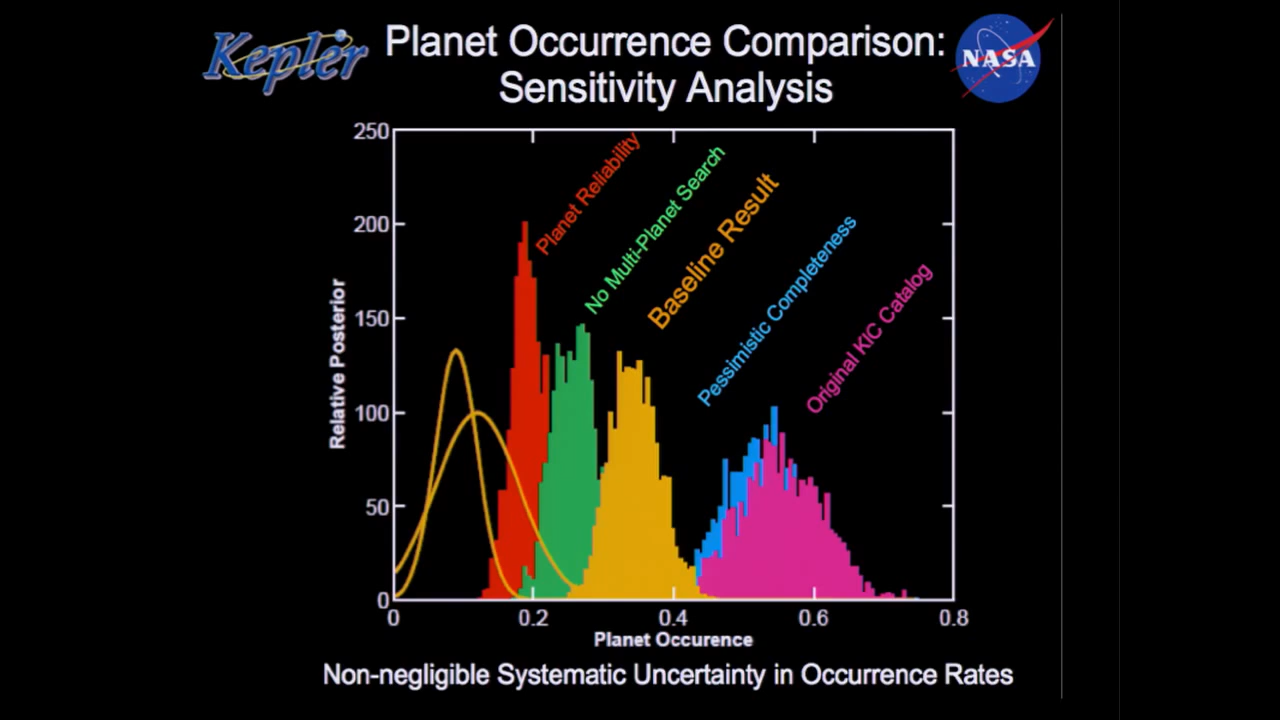 Kepler
Planet Occurrence Comparison:
Sensitivity Analysis
NASA
250
200
150
100
50
0
Relative Posterior
Planet Reliability
No Multi-Planet Search
Baseline Result
Pessimistic Completeness
Original KIC Catalog
0
0.2
0.4
0.6
0.8
Planet Occurence
Non-negligible Systematic Uncertainty in Occurrence Rates